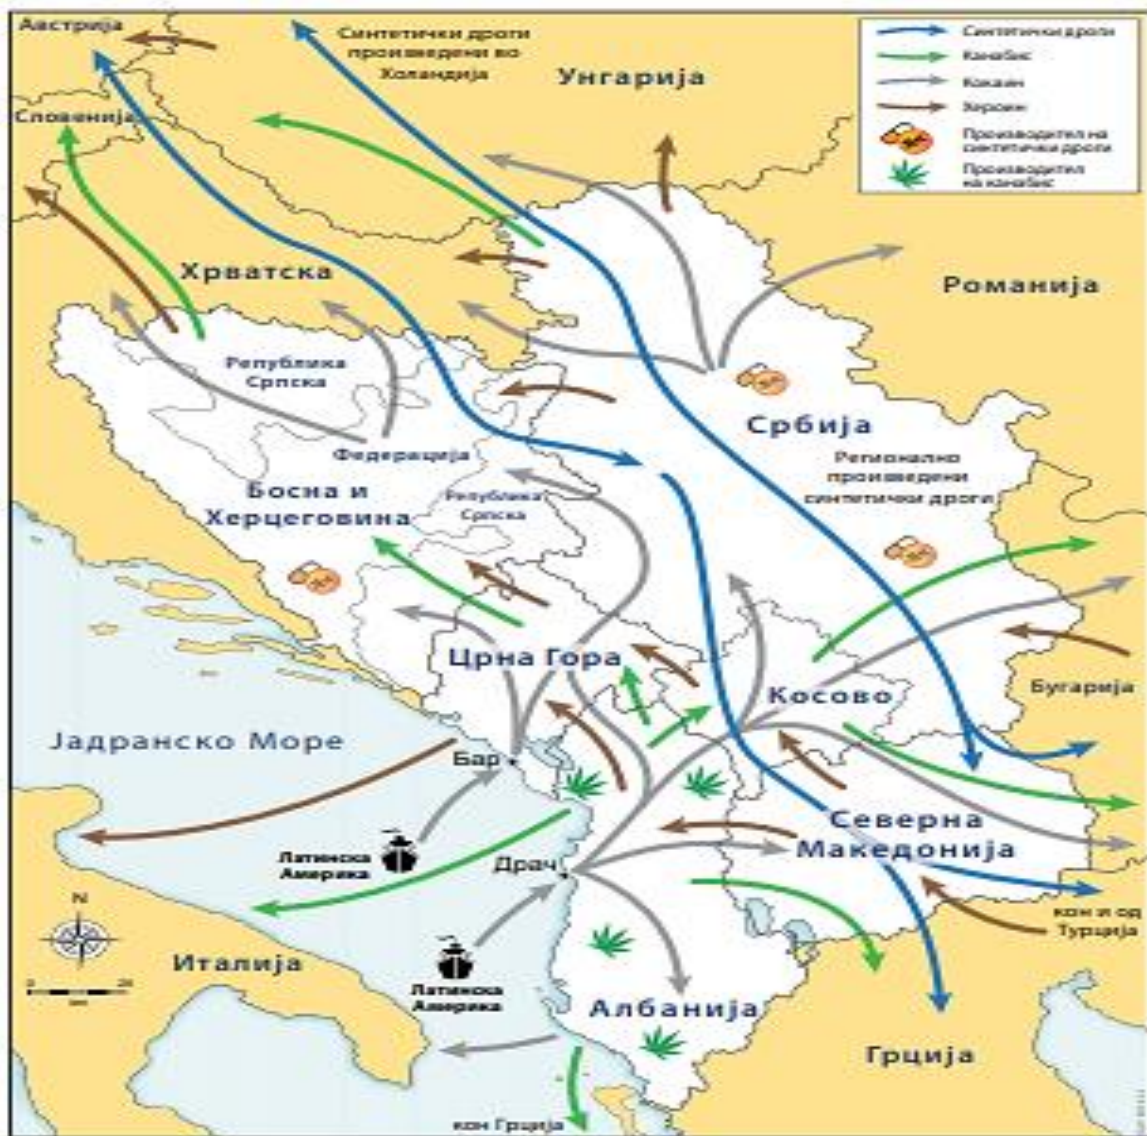 Австрија
Синтетички дроги
произведени во
Холандија
Унгарија
Синтетички дроги
Канабис
Кокаин
Хероин
Производител на
синтетички дроги
Производител
на канабис
Словенија
Хрватска
Романија
Република
Српска
Србија
Федерација
Регионално
произведени
синтетички дроги
Босна и
Херцеговина
Република
Српска
Црна Гора
Косово
Бугарија
Јадранско Море
Бар
Северна
Македонија
Латинска
Америка
Драч
N
кон и од
Турција
Италија
Латинска
Америка
Албанија
Грција
кон Грција